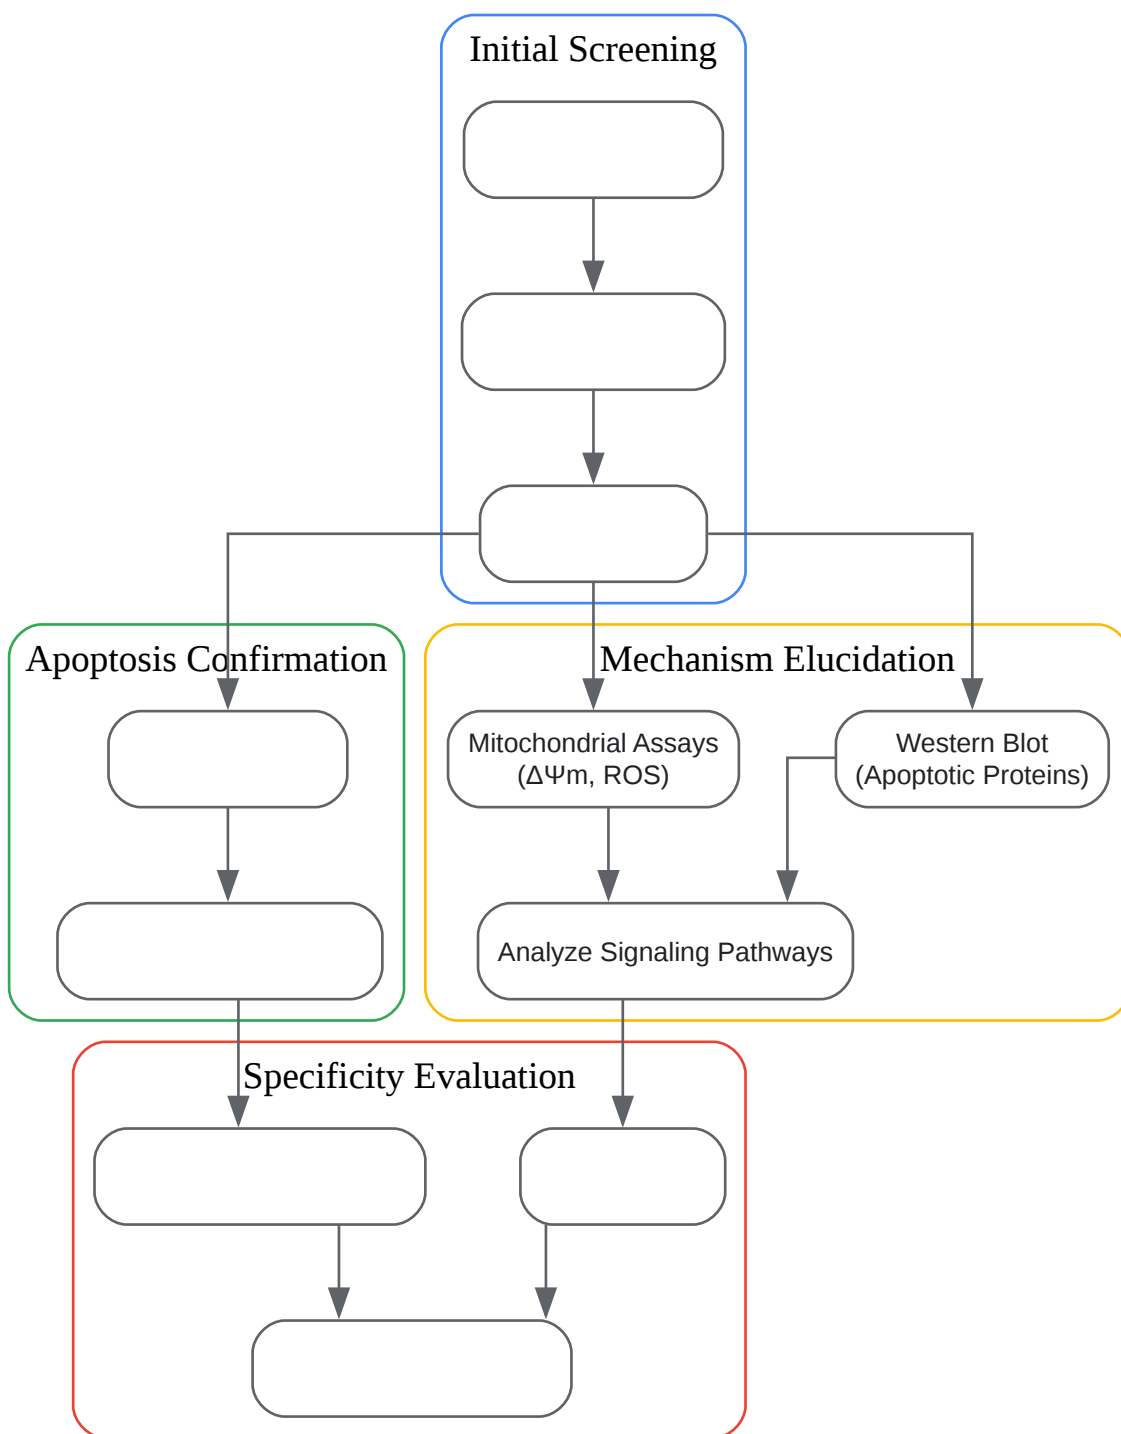 Initial Screening
Apoptosis Confirmation
Mechanism Elucidation
Mitochondrial Assays
(ΔΨm, ROS)
Western Blot
(Apoptotic Proteins)
Analyze Signaling Pathways
Specificity Evaluation